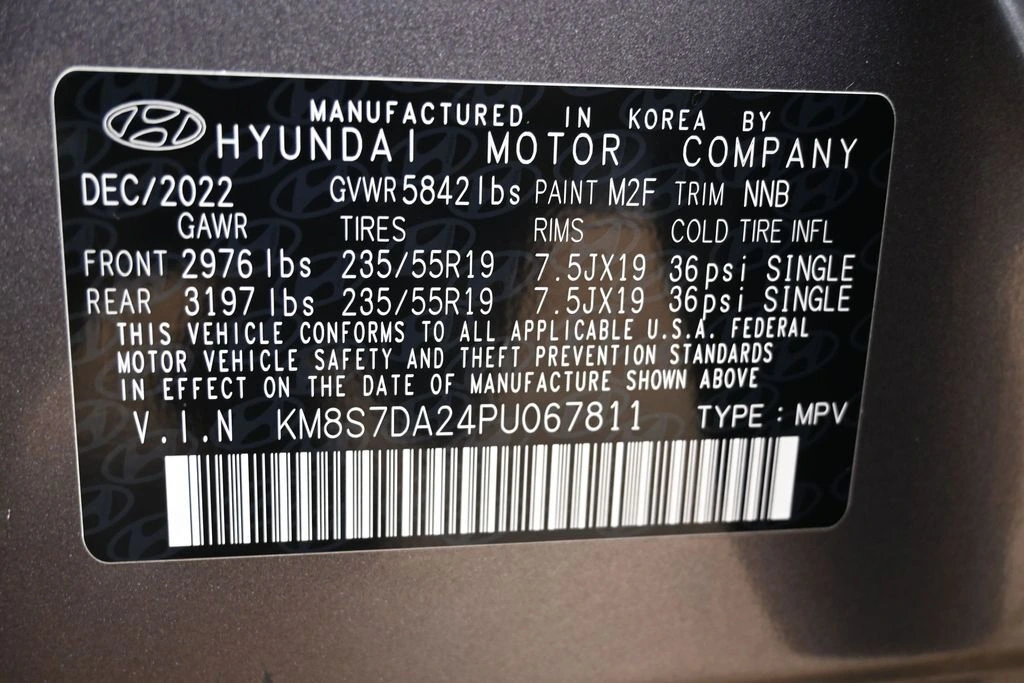 MANUFACTURED IN KOREA BY
HYUNDAI MOTOR COMPANY
DEC/2022 GVWR 5842 lbs PAINT M2F TRIM NNB
GAWR TIRES RIMS COLD TIRE INFL
FRONT 2976 lbs 235/55R19 7.5JX19 36psi SINGLE
REAR 3197 lbs 235/55R19 7.5JX19 36psi SINGLE
THIS VEHICLE CONFORMS TO ALL APPLICABLE U.S.A. FEDERAL
MOTOR VEHICLE SAFETY AND THEFT PREVENTION STANDARDS
IN EFFECT ON THE DATE OF MANUFACTURE SHOWN ABOVE
V.I.N KM8S7DA24PU067811 TYPE : MPV